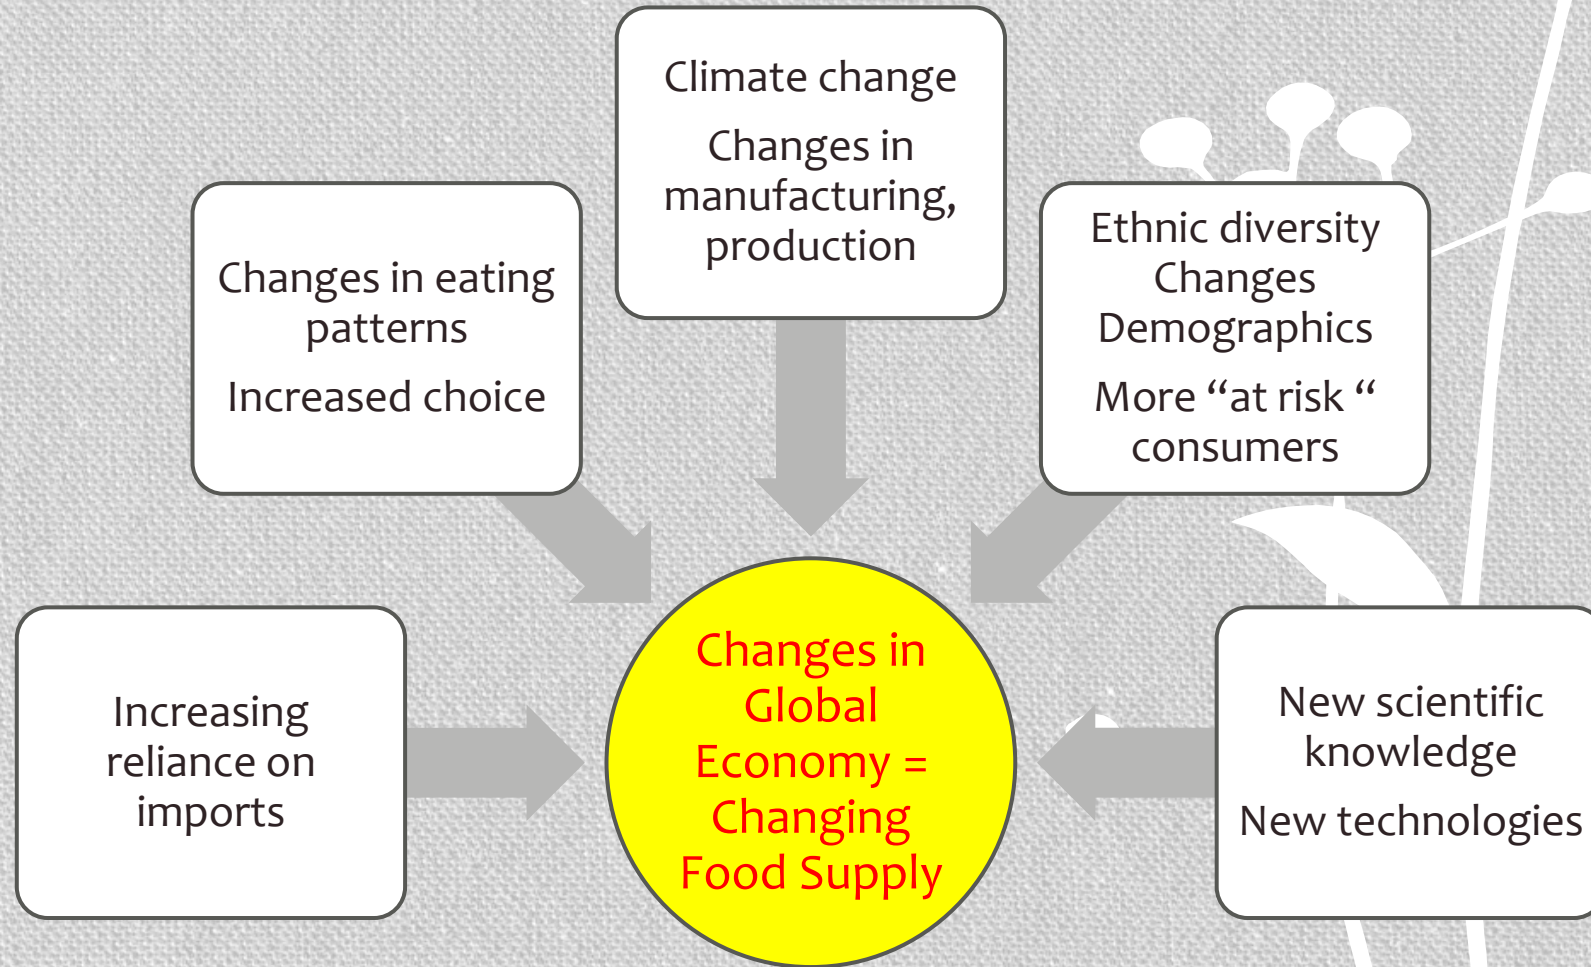 Climate change
Changes in
manufacturing,
production
Changes in eating
patterns
Increased choice
Ethnic diversity
Changes
Demographics
More “at risk “
consumers
Increasing
reliance on
imports
Changes in
Global
Economy =
Changing
Food Supply
New scientific
knowledge
New technologies